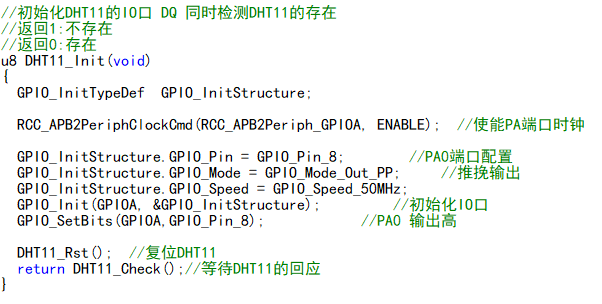 //初始化DHT11的IO口 DQ 同时检测DHT11的存在
//返回1:不存在
//返回0:存在
u8 DHT11_Init(void)
{
  GPIO_InitTypeDef  GPIO_InitStructure;
  RCC_APB2PeriphClockCmd(RCC_APB2Periph_GPIOA, ENABLE);  //使能PA端口时钟
  GPIO_InitStructure.GPIO_Pin = GPIO_Pin_8;        //PA0端口配置
  GPIO_InitStructure.GPIO_Mode = GPIO_Mode_Out_PP;     //推挽输出
  GPIO_InitStructure.GPIO_Speed = GPIO_Speed_50MHz;
  GPIO_Init(GPIOA, &GPIO_InitStructure);         //初始化IO口
  GPIO_SetBits(GPIOA,GPIO_Pin_8);            //PA0 输出高
  DHT11_Rst();  //复位DHT11
  return DHT11_Check();//等待DHT11的回应
}